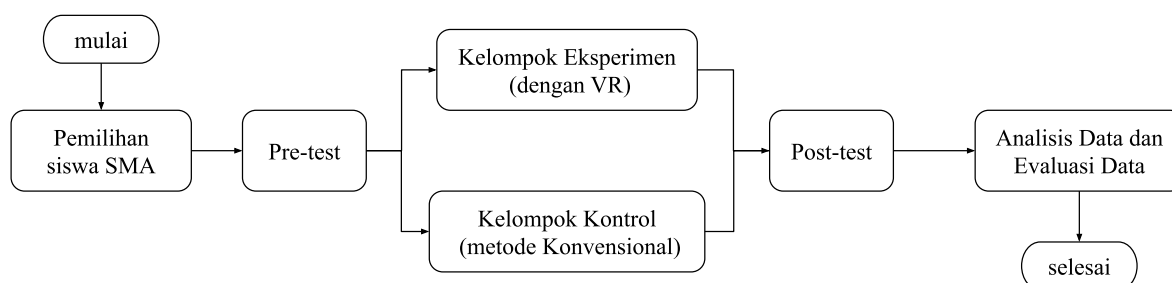 mulai
Pemilihan
siswa SMA
Pre-test
Kelompok Eksperimen
(dengan VR)
Kelompok Kontrol
(metode Konvensional)
Post-test
Analisis Data dan
Evaluasi Data
selesai